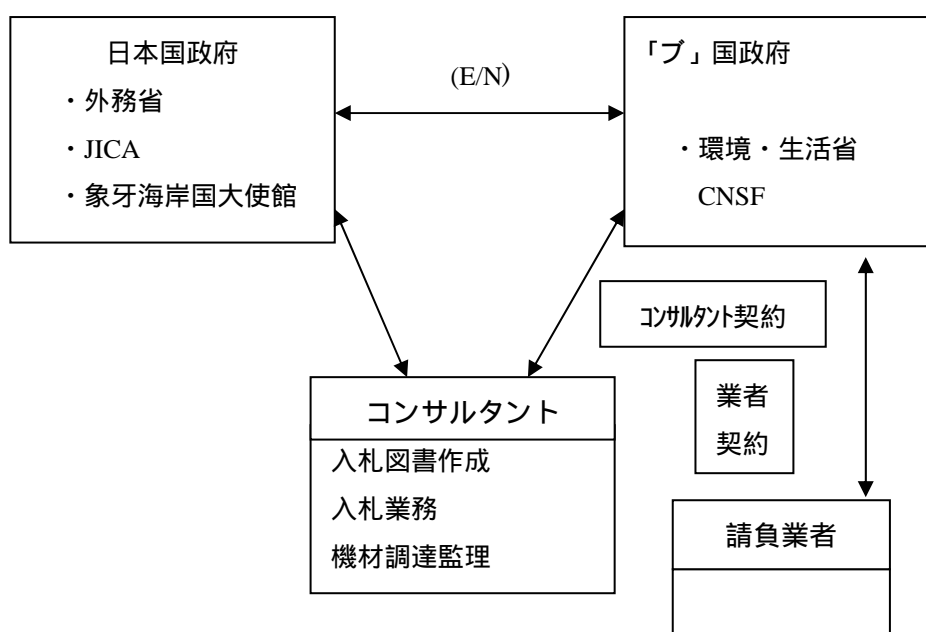 日本国政府
・外務省
・JICA
・象牙海岸国大使館
(E/N)
「ブ」国政府
・環境・生活省
CNSF
コンサルタント契約
業者
契約
コンサルタント
入札図書作成
入札業務
機材調達監理
請負業者